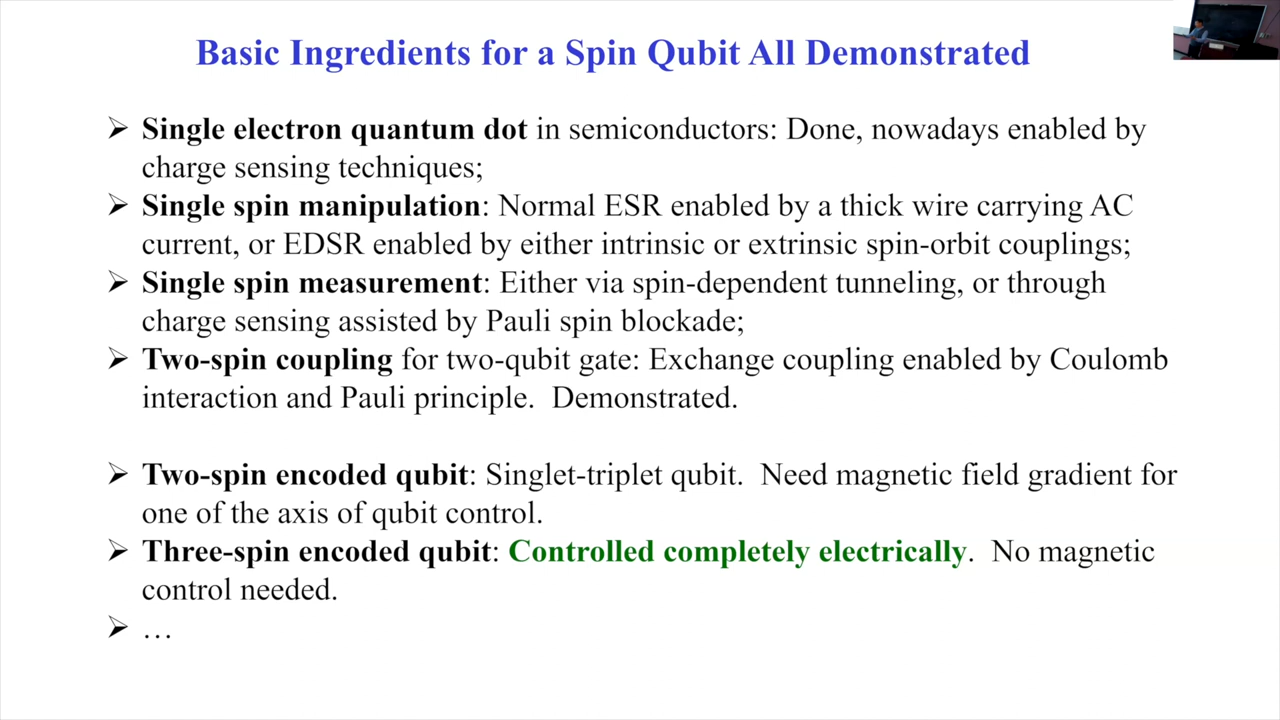 Basic Ingredients for a Spin Qubit All Demonstrated
➢ Single electron quantum dot in semiconductors: Done, nowadays enabled by
charge sensing techniques;
➢ Single spin manipulation: Normal ESR enabled by a thick wire carrying AC
current, or EDSR enabled by either intrinsic or extrinsic spin-orbit couplings;
➢ Single spin measurement: Either via spin-dependent tunneling, or through
charge sensing assisted by Pauli spin blockade;
➢ Two-spin coupling for two-qubit gate: Exchange coupling enabled by Coulomb
interaction and Pauli principle.  Demonstrated.
➢ Two-spin encoded qubit: Singlet-triplet qubit.  Need magnetic field gradient for
one of the axis of qubit control.
➢ Three-spin encoded qubit: Controlled completely electrically.  No magnetic
control needed.
➢ …